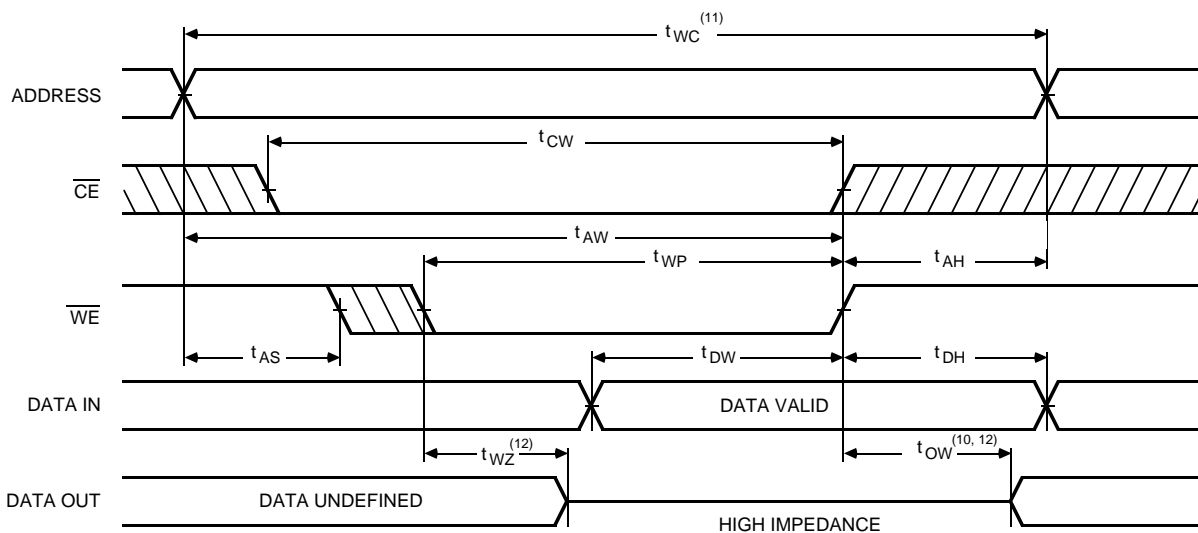 tWC(11)
ADDRESS
tCW
CE
tAW
tWP
tAH
WE
tAS
tDW
tDH
DATA IN
DATA VALID
tWZ(12)
tOW(10, 12)
DATA OUT
DATA UNDEFINED
HIGH IMPEDANCE